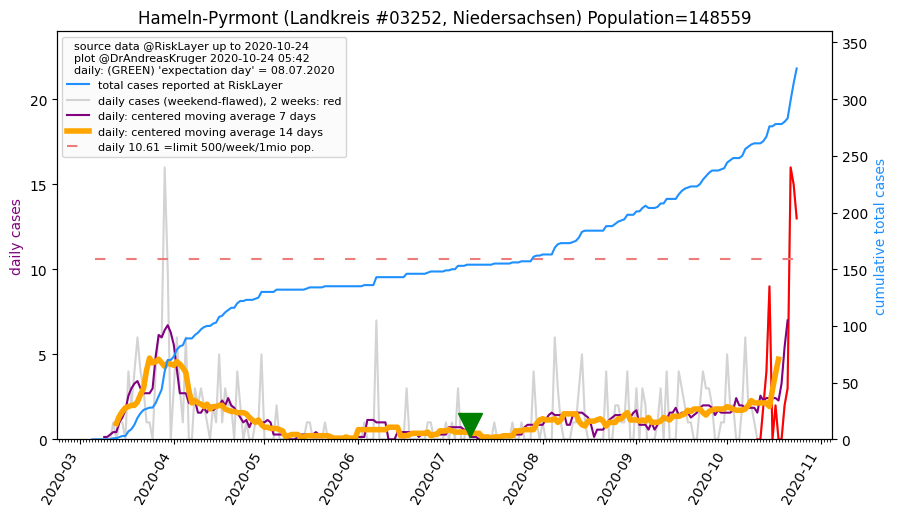 Hameln-Pyrmont (Landkreis #03252, Niedersachsen) Population=148559
source data @RiskLayer up to 2020-10-24
plot @DrAndreasKruger 2020-10-24 05:42
daily: (GREEN) 'expectation day' = 08.07.2020
total cases reported at RiskLayer
daily cases (weekend-flawed), 2 weeks: red
daily: centered moving average 7 days
daily: centered moving average 14 days
daily 10.61 =limit 500/week/1mio pop.
daily cases
20
15
10
5
0
cumulative total cases
350
300
250
200
150
100
50
0
2020-03
2020-04
2020-05
2020-06
2020-07
2020-08
2020-09
2020-10
2020-11